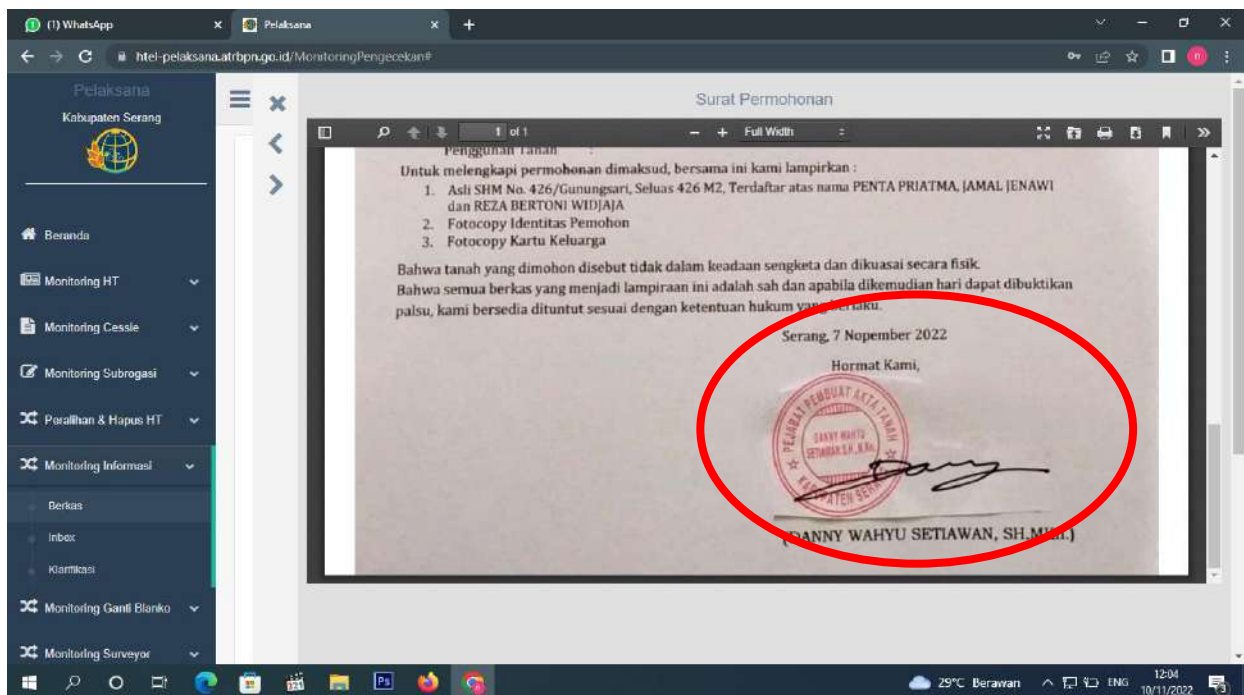 (1) WhatsApp
Pelaksana
htel-pelaksana.atrbpn.go.id/MonitoringPengecekan#
Pelaksana
Kabupaten Serang
Beranda
Monitoring HT
Monitoring Cessie
Monitoring Subrogasi
Peralihan & Hapus HT
Monitoring Informasi
Berkas
Inbox
Klarifikasi
Monitoring Ganti Blanko
Monitoring Surveyor
Surat Permohonan
1 of 1
Full Width
Penggunan Tanah :
Untuk melengkapi permohonan dimaksud, bersama ini kami lampirkan :
1. Asli SHM No. 426/Gunungsari, Seluas 426 M2, Terdaftar atas nama PENTA PRIATMA, JAMAL JENAWI
dan REZA BERTONI WIDJAJA
2. Fotocopy Identitas Pemohon
3. Fotocopy Kartu Keluarga
Bahwa tanah yang dimohon disebut tidak dalam keadaan sengketa dan dikuasai secara fisik.
Bahwa semua berkas yang menjadi lampiraan ini adalah sah dan apabila dikemudian hari dapat dibuktikan
palsu, kami bersedia dituntut sesuai dengan ketentuan hukum yang berlaku.
Serang, 7 Nopember 2022
Hormat Kami,
PEJABAT PEMBUAT AKTA TANAH
DANNY WAHYU
SETIAWAN, S.H., M.Kn.
KABUPATEN SERANG
(DANNY WAHYU SETIAWAN, SH,MKn.)
Ps
29°C Berawan
ENG
12:04
10/11/2022